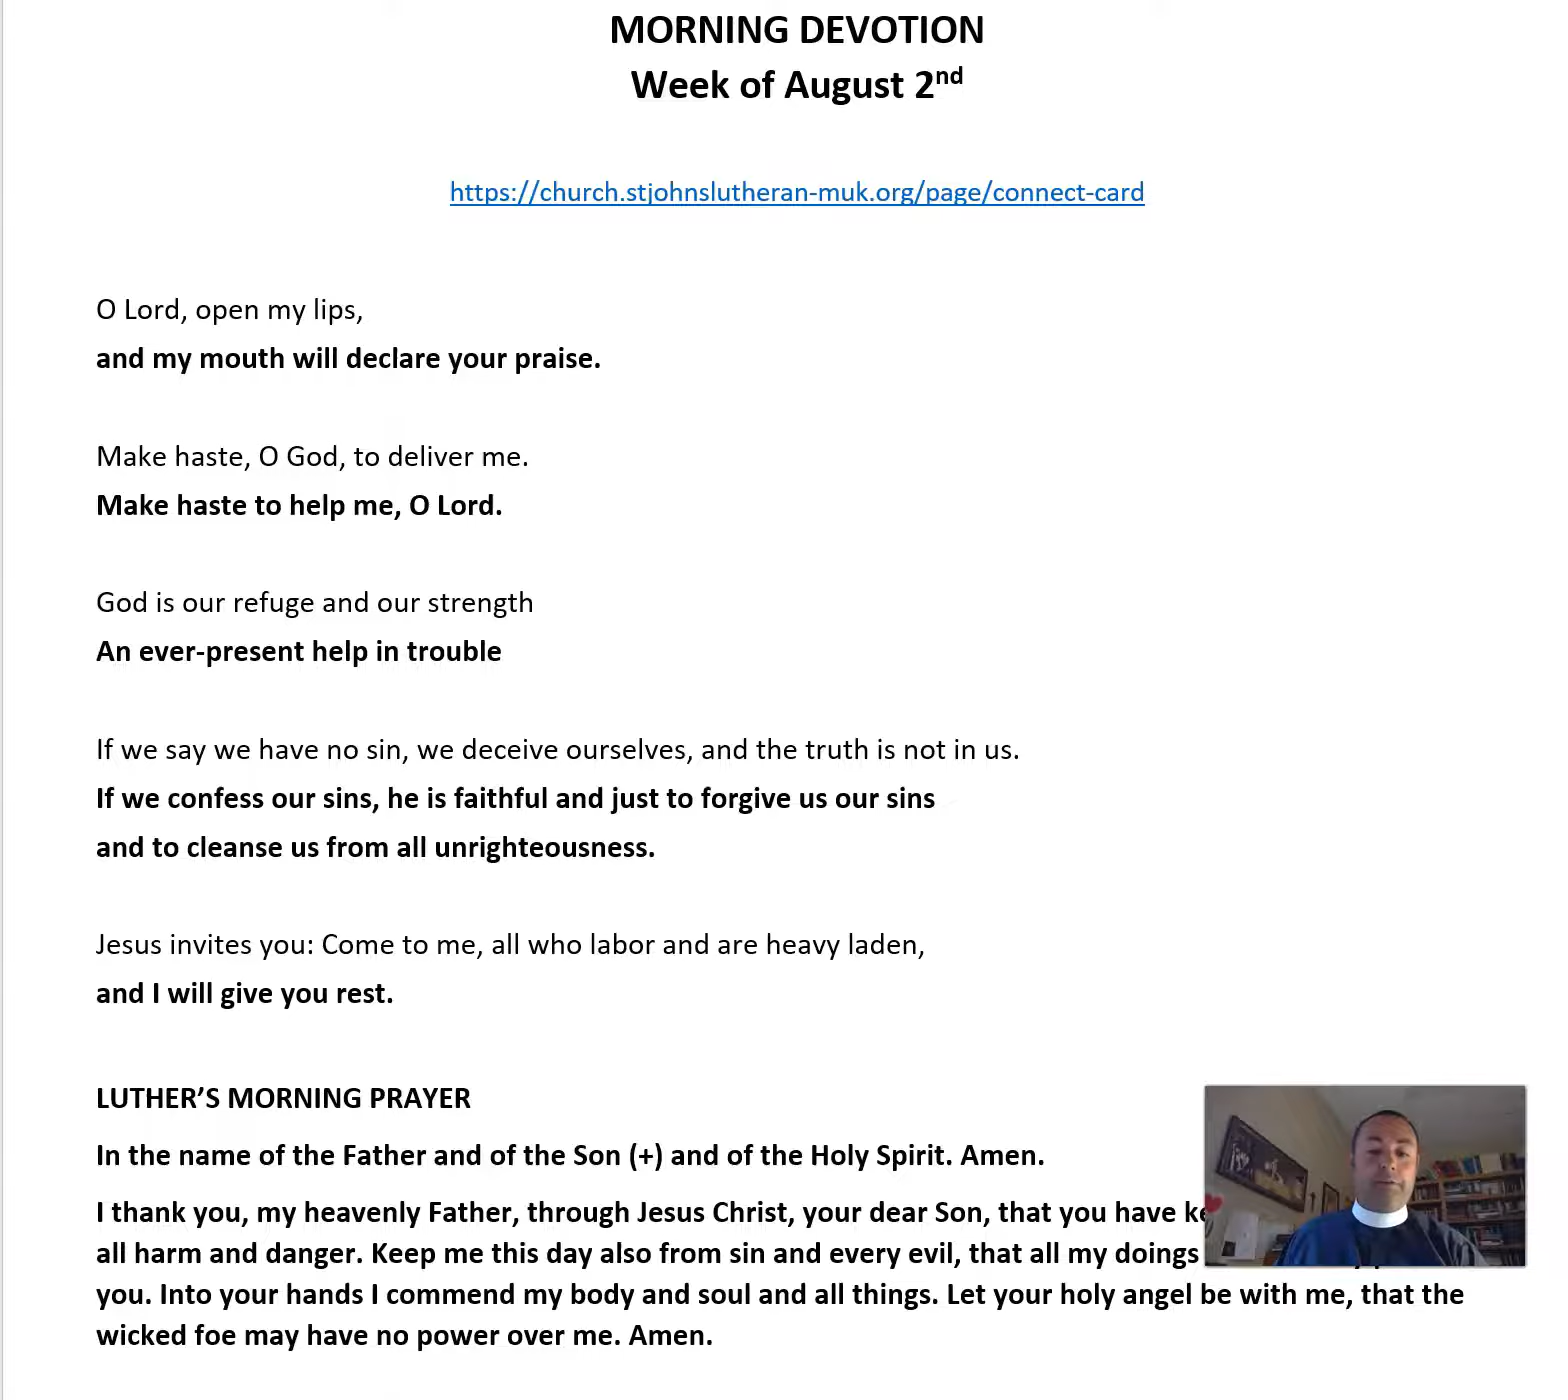 MORNING DEVOTION
Week of August 2nd
https://church.stjohnslutheran-muk.org/page/connect-card
O Lord, open my lips,
and my mouth will declare your praise.
Make haste, O God, to deliver me.
Make haste to help me, O Lord.
God is our refuge and our strength
An ever-present help in trouble
If we say we have no sin, we deceive ourselves, and the truth is not in us.
If we confess our sins, he is faithful and just to forgive us our sins
and to cleanse us from all unrighteousness.
Jesus invites you: Come to me, all who labor and are heavy laden,
and I will give you rest.
LUTHER’S MORNING PRAYER
In the name of the Father and of the Son (+) and of the Holy Spirit. Amen.
I thank you, my heavenly Father, through Jesus Christ, your dear Son, that you have
all harm and danger. Keep me this day also from sin and every evil, that all my doings
you. Into your hands I commend my body and soul and all things. Let your holy angel be with me, that the
wicked foe may have no power over me. Amen.